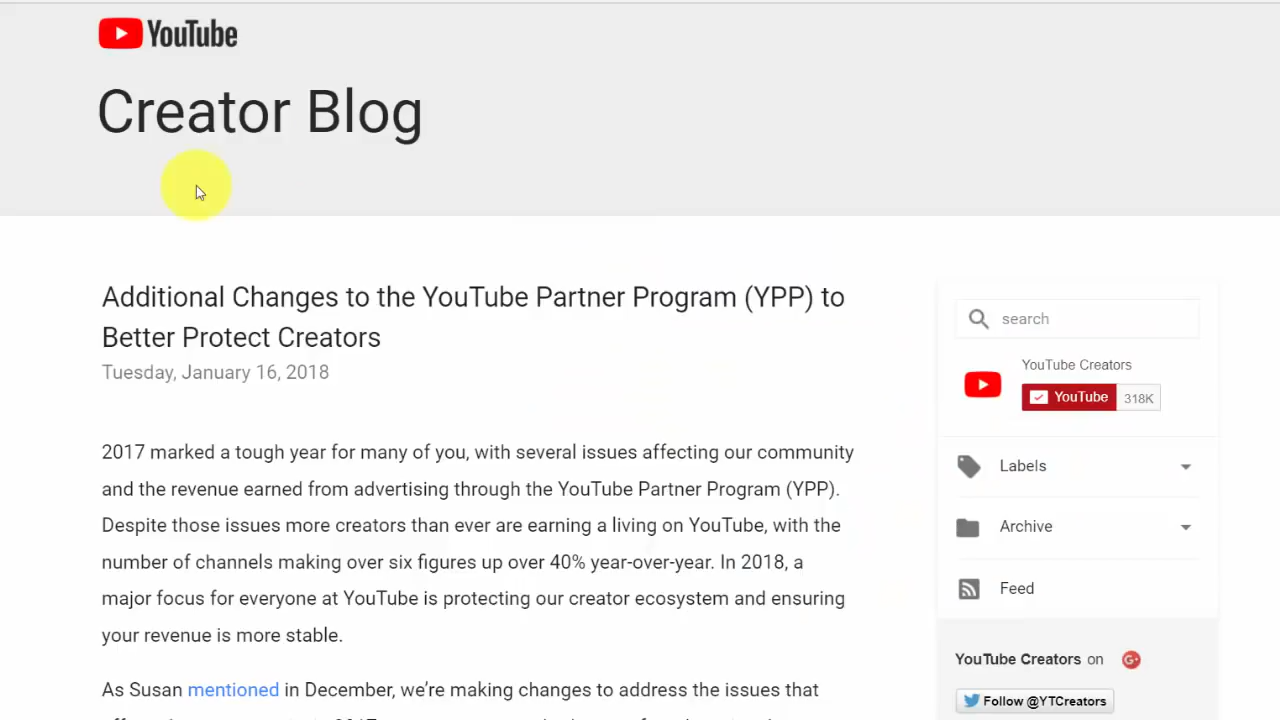 YouTube
Creator Blog
Additional Changes to the YouTube Partner Program (YPP) to
Better Protect Creators
Tuesday, January 16, 2018
2017 marked a tough year for many of you, with several issues affecting our community
and the revenue earned from advertising through the YouTube Partner Program (YPP).
Despite those issues more creators than ever are earning a living on YouTube, with the
number of channels making over six figures up over 40% year-over-year. In 2018, a
major focus for everyone at YouTube is protecting our creator ecosystem and ensuring
your revenue is more stable.
As Susan mentioned in December, we're making changes to address the issues that
search
YouTube Creators
YouTube 318K
Labels
Archive
Feed
YouTube Creators on G+
Follow @YTCreators